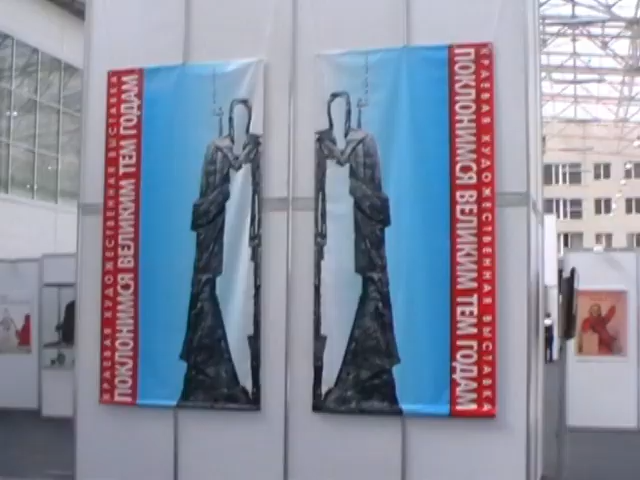 КРАЕВАЯ ХУДОЖЕСТВЕННАЯ ВЫСТАВКА
ПОКЛОНИМСЯ ВЕЛИКИМ ТЕМ ГОДАМ
ПОКЛОНИМСЯ ВЕЛИКИМ ТЕМ ГОДАМ
КРАЕВАЯ ХУДОЖЕСТВЕННАЯ ВЫСТАВКА